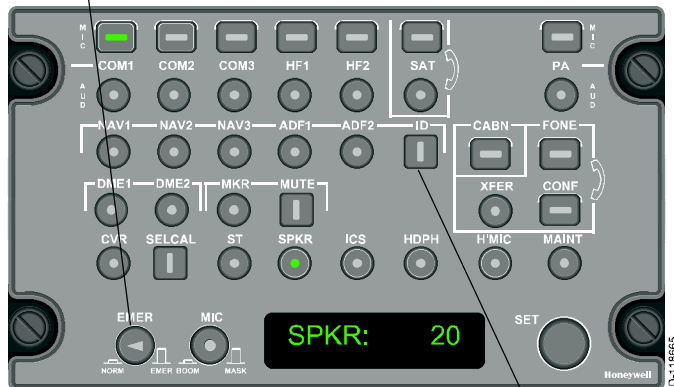 MIC
MIC
COM1 COM2 COM3 HF1 HF2 SAT PA
AUD
AUD
NAV1 NAV2 NAV3 ADF1 ADF2 ID
CABN FONE
DME1 DME2 MKR MUTE
XFER CONF
CVR SELCAL ST SPKR ICS HDPH H'MIC MAINT
EMER MIC
SPKR: 20
SET
NORM EMER BOOM MASK
Honeywell
D-118665